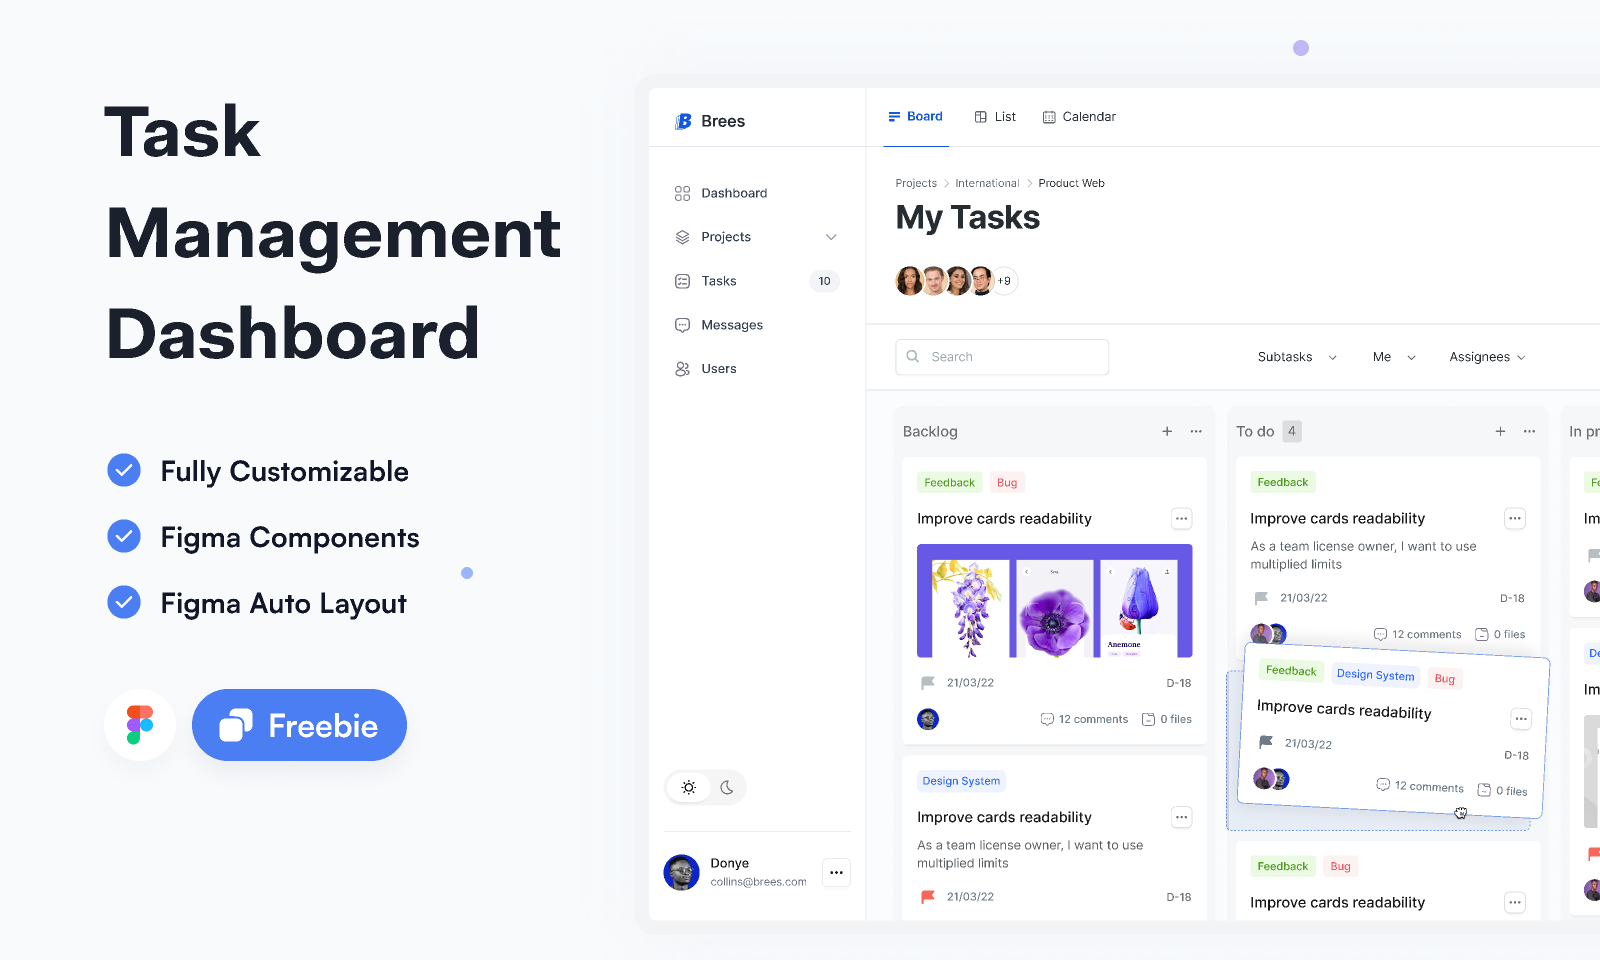 Task
Management
Dashboard
Fully Customizable
Figma Components
Figma Auto Layout
Freebie
Brees
Dashboard
Projects
Tasks 10
Messages
Users
Donye
collins@brees.com
Board List Calendar
Projects International Product Web
My Tasks
+9
Search
Subtasks Me Assignees
Backlog
Feedback Bug
Improve cards readability
Anemone
21/03/22 D-18
12 comments 0 files
Design System
Improve cards readability
As a team license owner, I want to use
multiplied limits
21/03/22 D-18
To do 4
Feedback
Improve cards readability
As a team license owner, I want to use
multiplied limits
21/03/22 D-18
12 comments 0 files
Feedback Design System Bug
Improve cards readability
21/03/22
D-18
12 comments 0 files
Feedback Bug
Improve cards readability
In pr
Fe
Im
De
Im